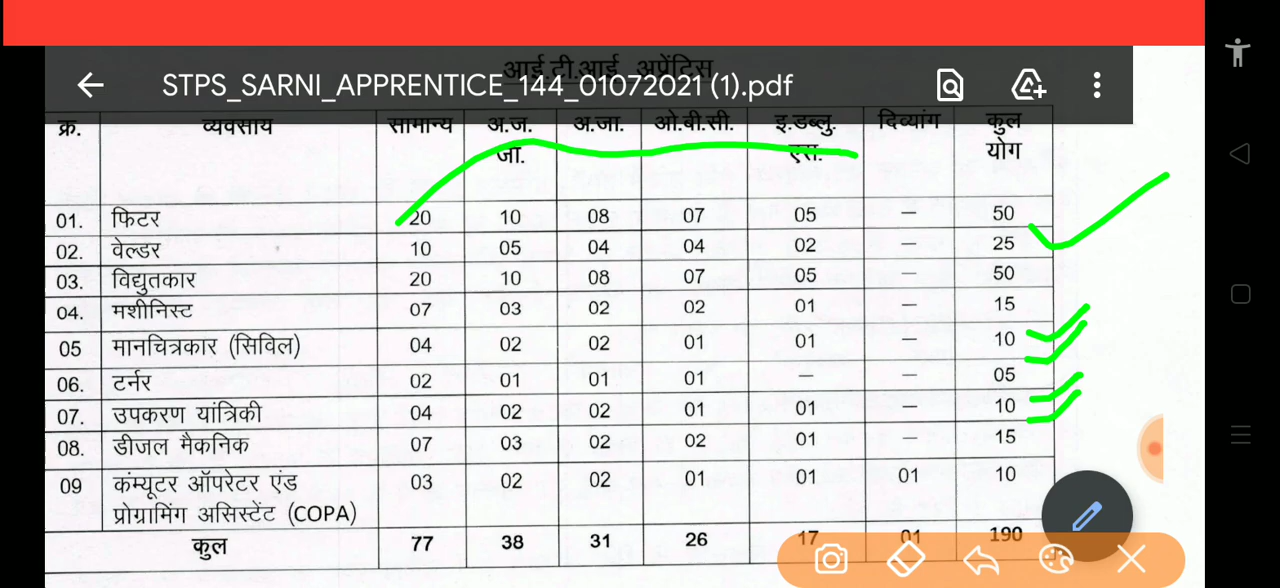 आई.टी.आई. अप्रेंटिस
STPS_SARNI_APPRENTICE_144_01072021 (1).pdf
क्र. व्यवसाय सामान्य अ.ज.जा. अ.जा. ओ.बी.सी. इ.डब्लु.एस. दिव्यांग कुल योग
01. फिटर 20 10 08 07 05 – 50
02. वेल्डर 10 05 04 04 02 – 25
03. विद्युतकार 20 10 08 07 05 – 50
04. मशीनिस्ट 07 03 02 02 01 – 15
05 मानचित्रकार (सिविल) 04 02 02 01 01 – 10
06. टर्नर 02 01 01 01 – – 05
07. उपकरण यांत्रिकी 04 02 02 01 01 – 10
08. डीजल मैकनिक 07 03 02 02 01 – 15
09 कंम्यूटर ऑपरेटर एंड 03 02 02 01 01 01 10
प्रोग्रामिंग असिस्टेंट (COPA)
कुल 77 38 31 26 17 01 190